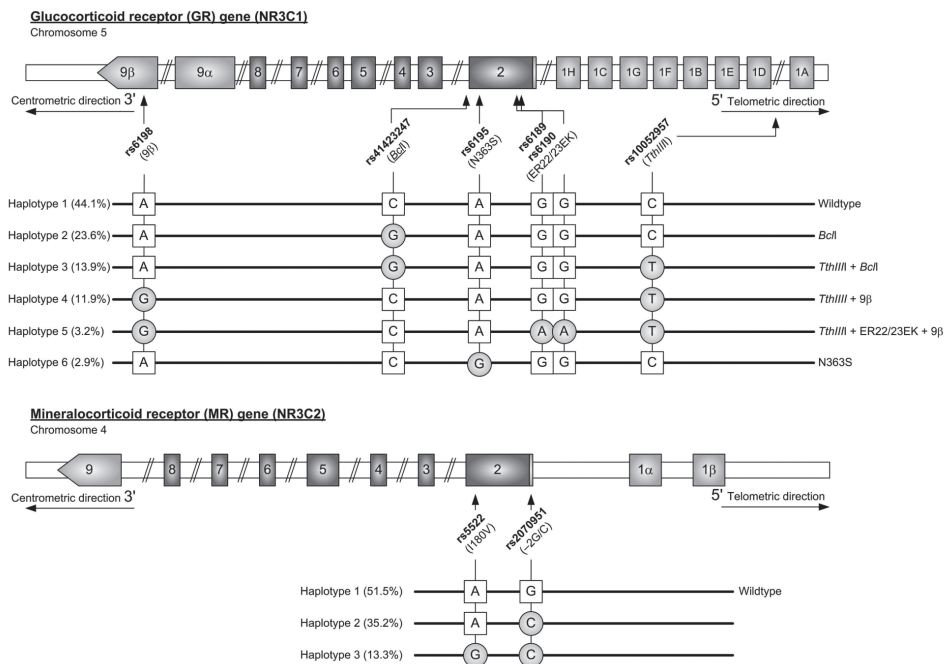 Glucocorticoid receptor (GR) gene (NR3C1)
Chromosome 5
9β 9α 8 7 6 5 4 3 2 1H 1C 1G 1F 1B 1E 1D 1A
Centrometric direction 3' 5' Telometric direction
rs6198 (9β)
rs41423247 (BclI)
rs6195 (N363S)
rs6189 rs6190 (ER22/23EK)
rs10052957 (TthIIII)
Haplotype 1 (44.1%) A C A G G C Wildtype
Haplotype 2 (23.6%) A G A G G C BclI
Haplotype 3 (13.9%) A G A G G T TthIIII + BclI
Haplotype 4 (11.9%) G C A G G T TthIIII + 9β
Haplotype 5 (3.2%) G C A A A T TthIIII + ER22/23EK + 9β
Haplotype 6 (2.9%) A C G G G C N363S
Mineralocorticoid receptor (MR) gene (NR3C2)
Chromosome 4
9 8 7 6 5 4 3 2 1α 1β
Centrometric direction 3' 5' Telometric direction
rs5522 (I180V)
rs2070951 (–2G/C)
Haplotype 1 (51.5%) A G Wildtype
Haplotype 2 (35.2%) A C
Haplotype 3 (13.3%) G C